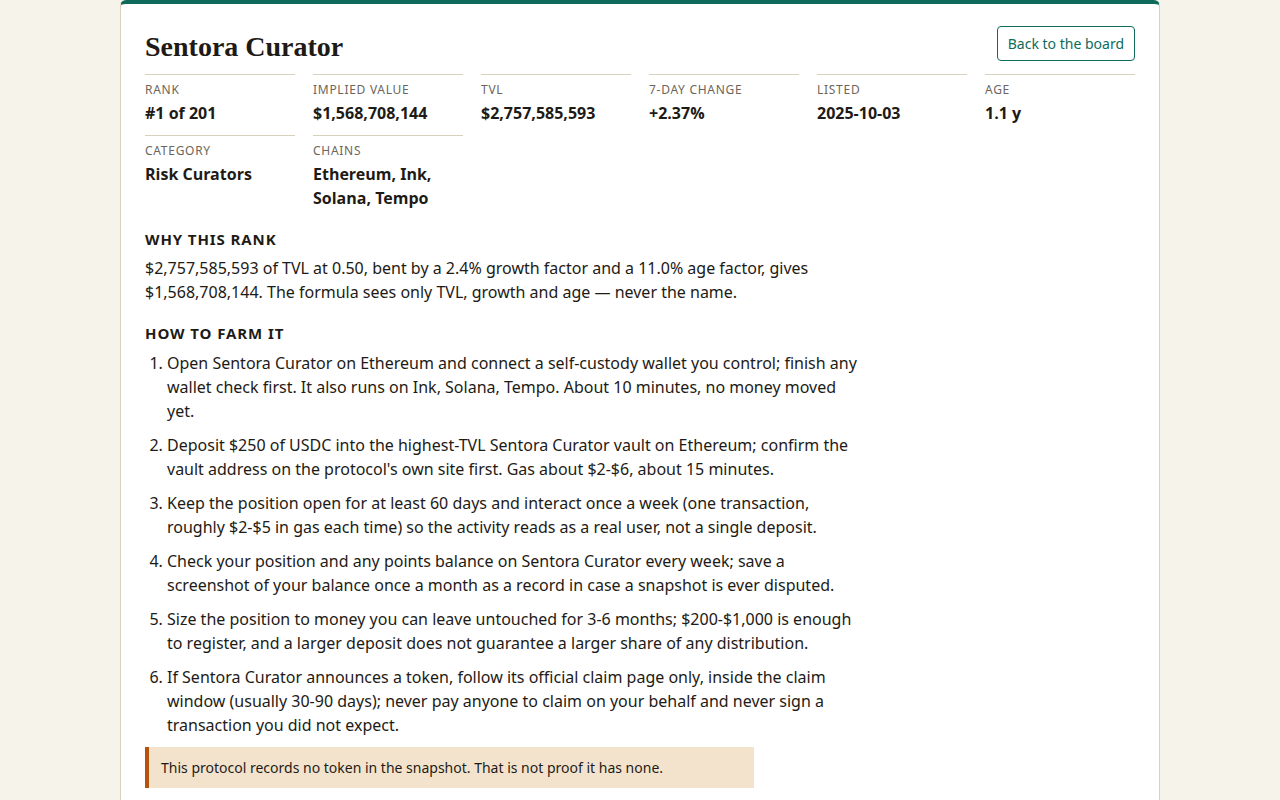 Sentora Curator
Back to the board
RANK
#1 of 201
IMPLIED VALUE
$1,568,708,144
TVL
$2,757,585,593
7-DAY CHANGE
+2.37%
LISTED
2025-10-03
AGE
1.1 y
CATEGORY
Risk Curators
CHAINS
Ethereum, Ink,
Solana, Tempo
WHY THIS RANK
$2,757,585,593 of TVL at 0.50, bent by a 2.4% growth factor and a 11.0% age factor, gives
$1,568,708,144. The formula sees only TVL, growth and age — never the name.
HOW TO FARM IT
1. Open Sentora Curator on Ethereum and connect a self-custody wallet you control; finish any
wallet check first. It also runs on Ink, Solana, Tempo. About 10 minutes, no money moved
yet.
2. Deposit $250 of USDC into the highest-TVL Sentora Curator vault on Ethereum; confirm the
vault address on the protocol's own site first. Gas about $2-$6, about 15 minutes.
3. Keep the position open for at least 60 days and interact once a week (one transaction,
roughly $2-$5 in gas each time) so the activity reads as a real user, not a single deposit.
4. Check your position and any points balance on Sentora Curator every week; save a
screenshot of your balance once a month as a record in case a snapshot is ever disputed.
5. Size the position to money you can leave untouched for 3-6 months; $200-$1,000 is enough
to register, and a larger deposit does not guarantee a larger share of any distribution.
6. If Sentora Curator announces a token, follow its official claim page only, inside the claim
window (usually 30-90 days); never pay anyone to claim on your behalf and never sign a
transaction you did not expect.
This protocol records no token in the snapshot. That is not proof it has none.